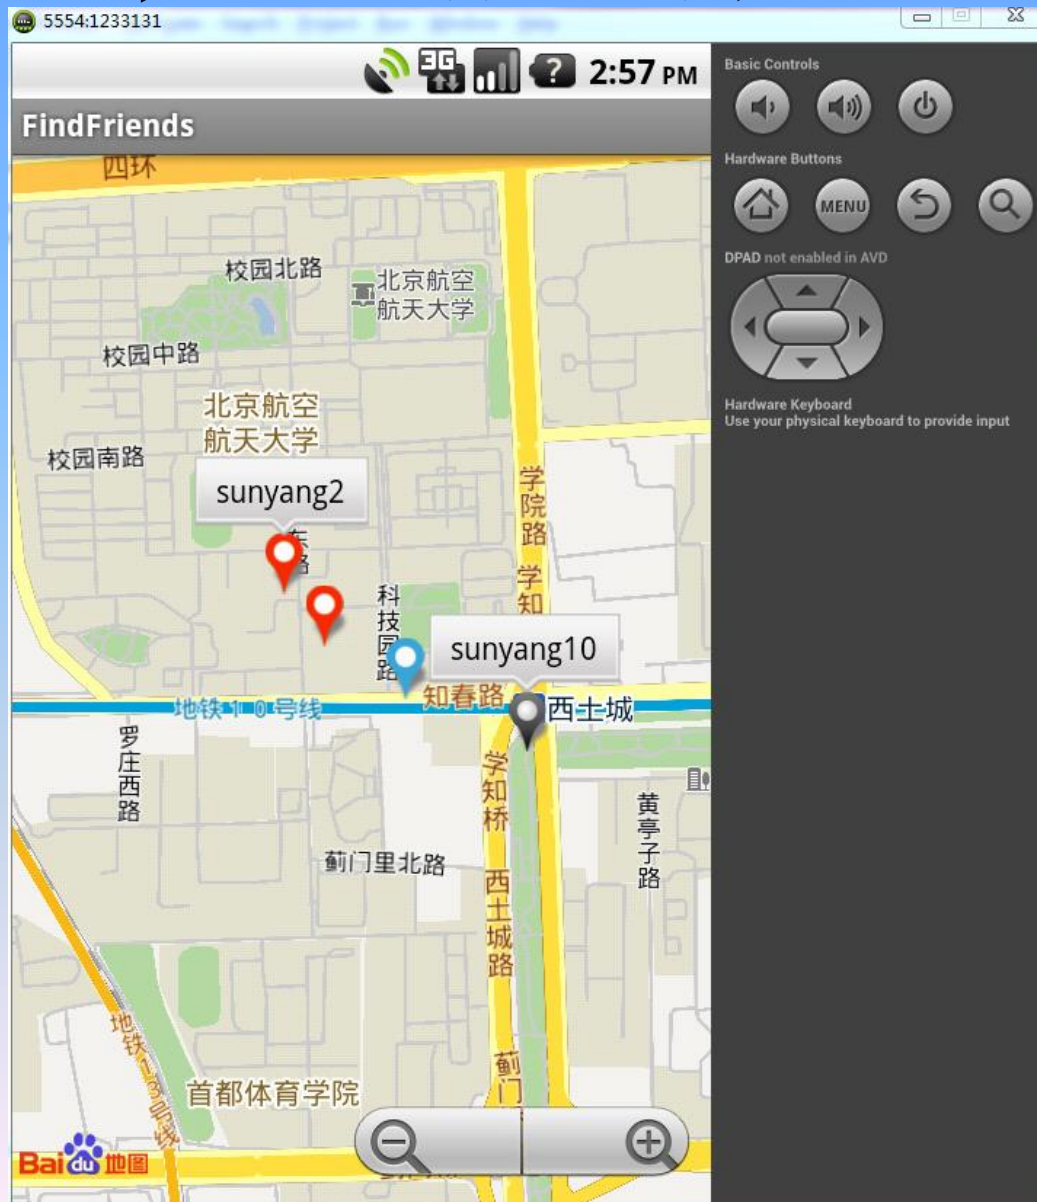 5554:1233131
3G
?
2:57 PM
FindFriends
四环
校园北路
北京航空
航天大学
校园中路
北京航空
航天大学
校园南路
sunyang2
学院路
学知
科技园路
sunyang10
知春路
西土城
地铁10号线
罗庄西路
学知桥
黄亭子路
蓟门里北路
西土城路
地铁13号线
蓟门
首都体育学院
Bai du 地图
Basic Controls
Hardware Buttons
MENU
DPAD not enabled in AVD
Hardware Keyboard
Use your physical keyboard to provide input